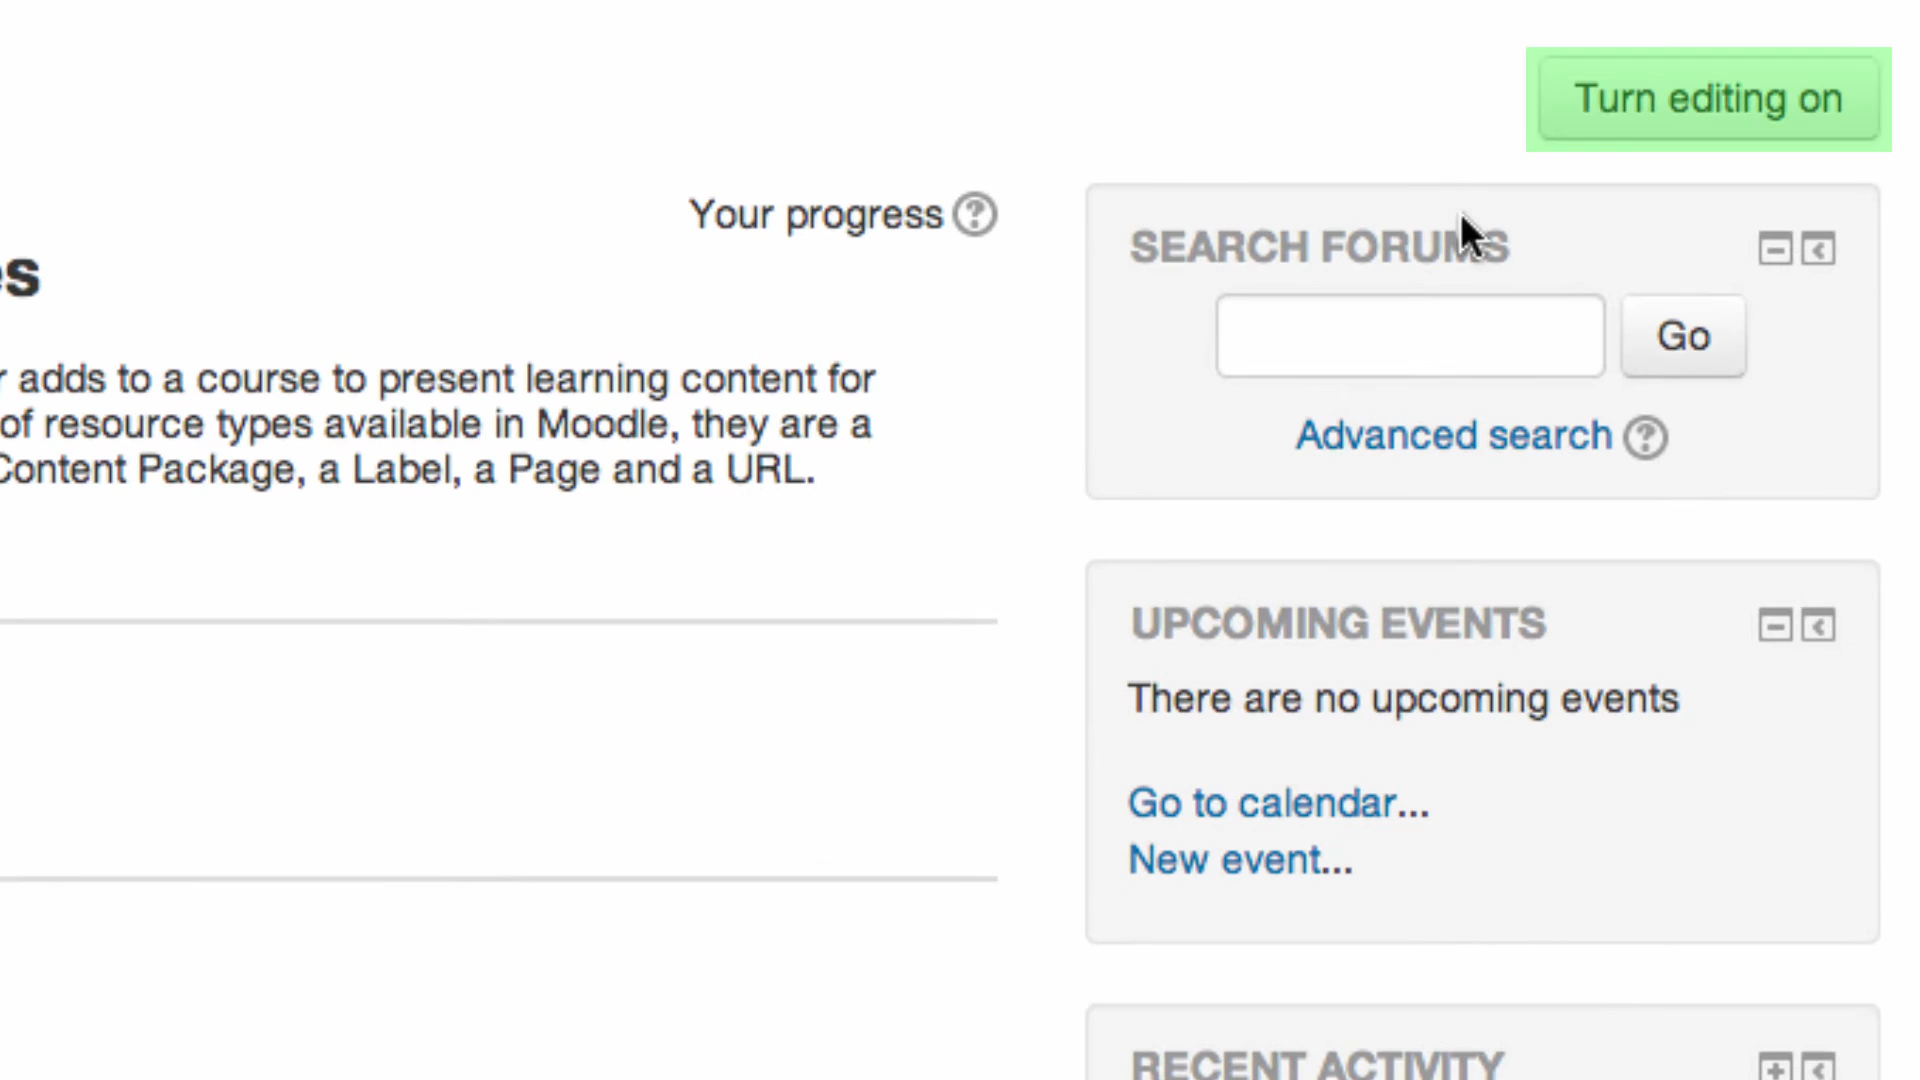 Turn editing on
Your progress
es
r adds to a course to present learning content for
of resource types available in Moodle, they are a
Content Package, a Label, a Page and a URL.
SEARCH FORUMS
Go
Advanced search
UPCOMING EVENTS
There are no upcoming events
Go to calendar...
New event...
RECENT ACTIVITY